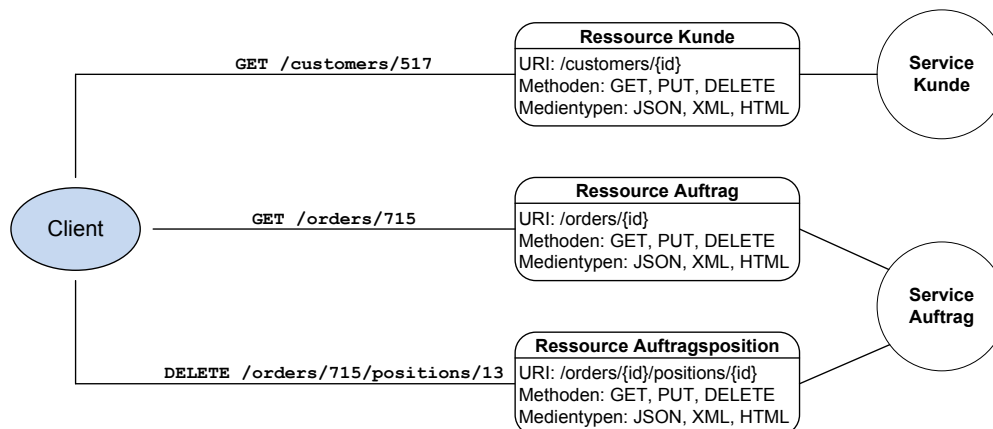 Ressource Kunde
GET /customers/517
URI: /customers/{id}
Methoden: GET, PUT, DELETE
Medientypen: JSON, XML, HTML
Service
Kunde
Ressource Auftrag
GET /orders/715
URI: /orders/{id}
Methoden: GET, PUT, DELETE
Medientypen: JSON, XML, HTML
Client
Service
Auftrag
Ressource Auftragsposition
DELETE /orders/715/positions/13
URI: /orders/{id}/positions/{id}
Methoden: GET, PUT, DELETE
Medientypen: JSON, XML, HTML